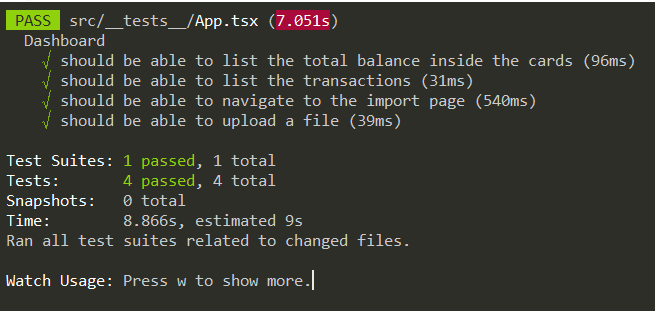 PASS src/__tests__/App.tsx (7.051s)
Dashboard
√ should be able to list the total balance inside the cards (96ms)
√ should be able to list the transactions (31ms)
√ should be able to navigate to the import page (540ms)
√ should be able to upload a file (39ms)
Test Suites: 1 passed, 1 total
Tests: 4 passed, 4 total
Snapshots: 0 total
Time: 8.866s, estimated 9s
Ran all test suites related to changed files.
Watch Usage: Press w to show more.